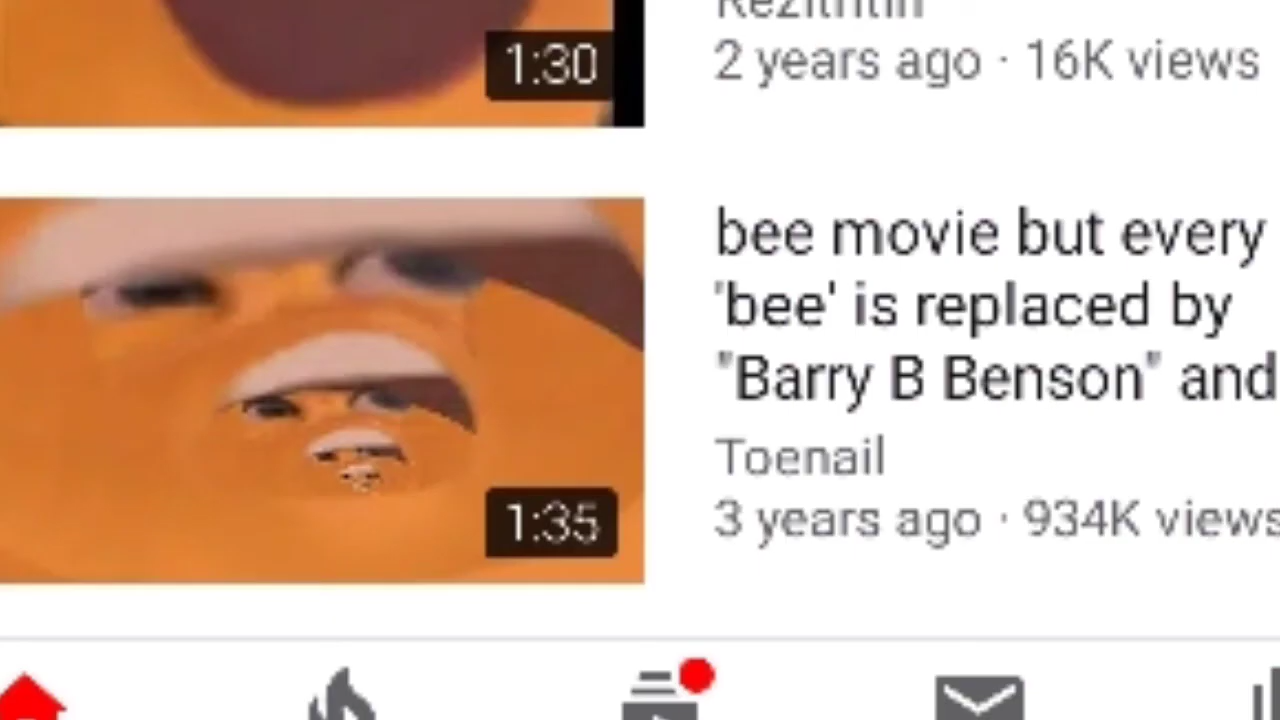 1:30
2 years ago · 16K views
bee movie but every
'bee' is replaced by
"Barry B Benson" and
Toenail
3 years ago · 934K views
1:35